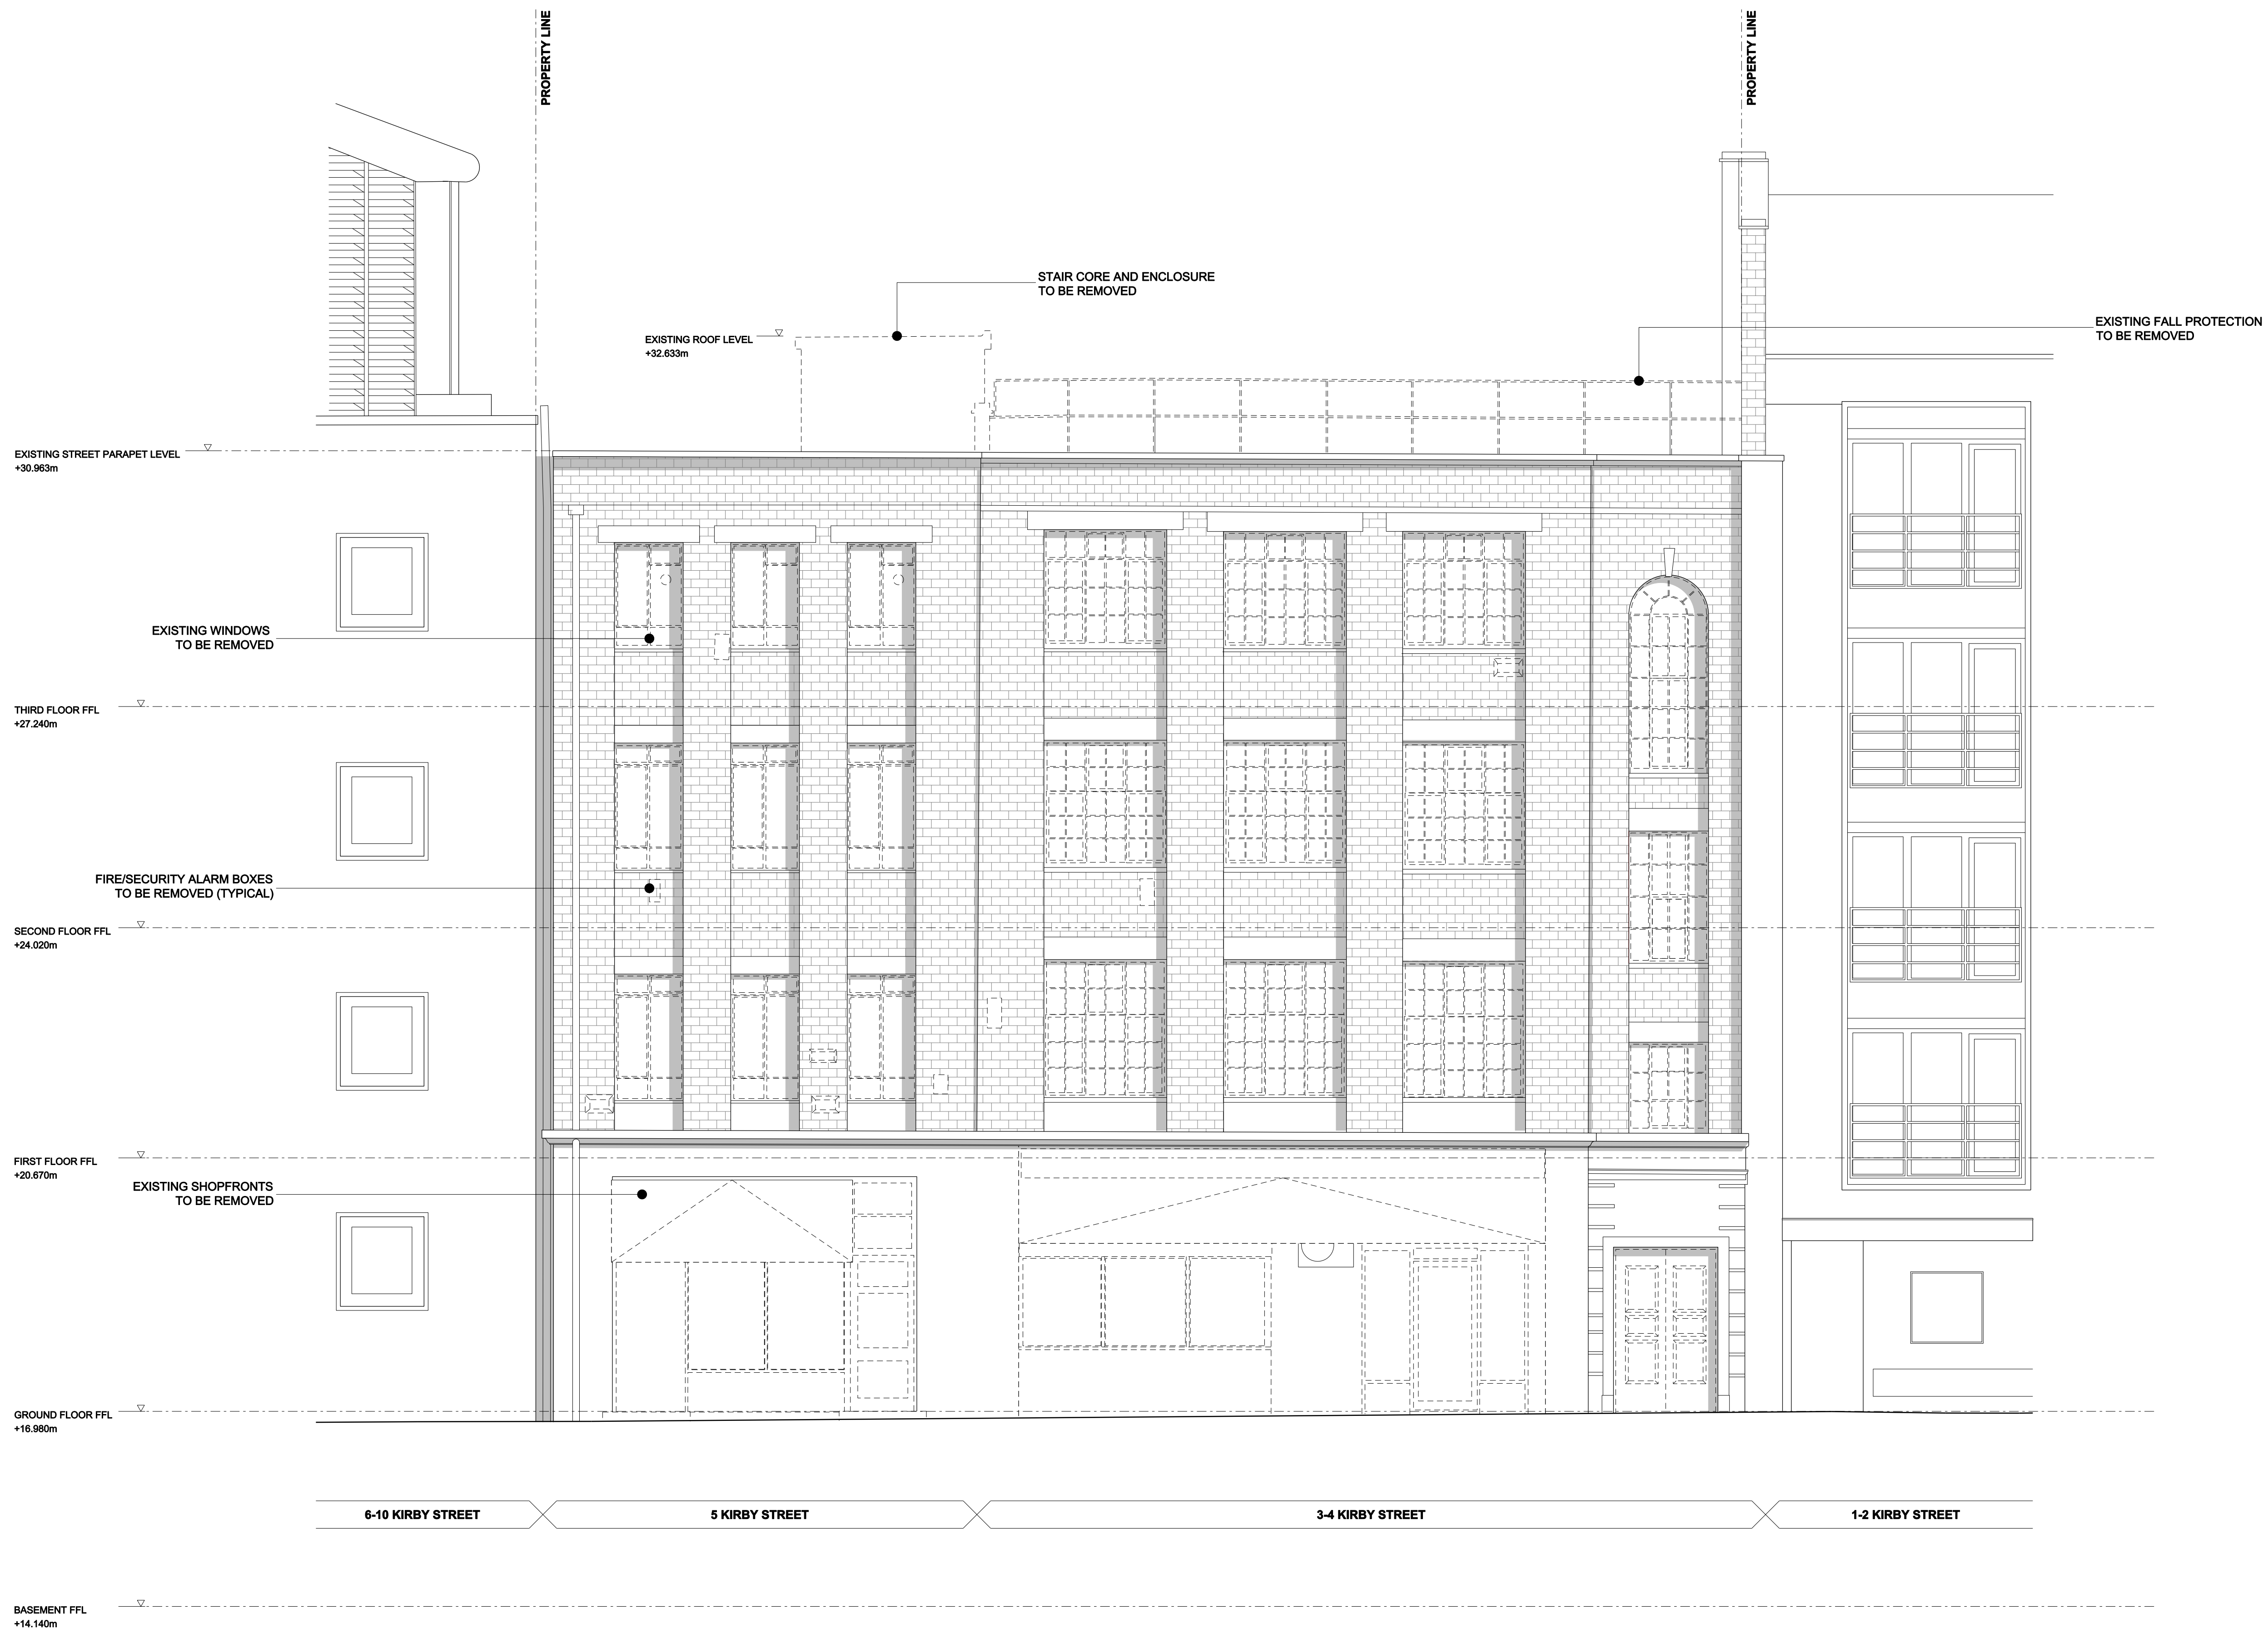 PROPERTY LINE
PROPERTY LINE
STAIR CORE AND ENCLOSURE
TO BE REMOVED
EXISTING FALL PROTECTION
TO BE REMOVED
EXISTING ROOF LEVEL
+32.633m
EXISTING STREET PARAPET LEVEL
+30.963m
EXISTING WINDOWS
TO BE REMOVED
THIRD FLOOR FFL
+27.240m
FIRE/SECURITY ALARM BOXES
TO BE REMOVED (TYPICAL)
SECOND FLOOR FFL
+24.020m
FIRST FLOOR FFL
+20.670m
EXISTING SHOPFRONTS
TO BE REMOVED
GROUND FLOOR FFL
+16.980m
6-10 KIRBY STREET
5 KIRBY STREET
3-4 KIRBY STREET
1-2 KIRBY STREET
BASEMENT FFL
+14.140m